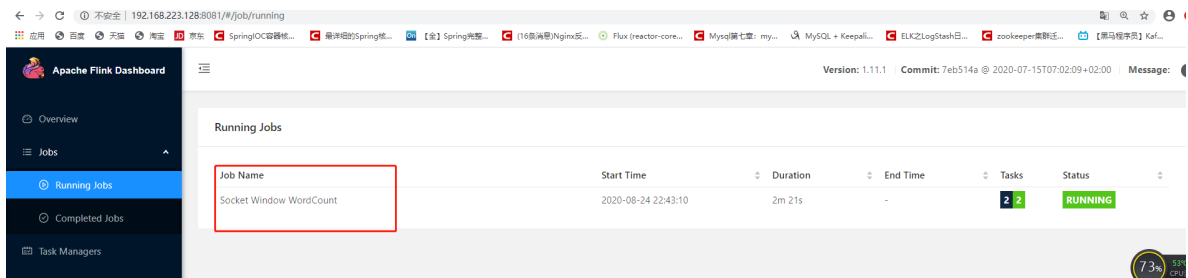 不安全 | 192.168.223.128:8081/#/job/running
应用 百度 天猫 淘宝 JD 京东 C SpringIOC容器核... C 最详细的Spring核... 【全】Spring完整... C (16条消息)Nginx反... Flux (reactor-core... C Mysql第七章: my... MySQL + Keepali... C ELK之LogStash日... C zookeeper集群迁... 【黑马程序员】Kaf...
Apache Flink Dashboard
Version: 1.11.1 Commit: 7eb514a @ 2020-07-15T07:02:09+02:00 Message:
Overview
Running Jobs
Jobs
Job Name Start Time Duration End Time Tasks Status
Running Jobs
Socket Window WordCount 2020-08-24 22:43:10 2m 21s - 2 2 RUNNING
Completed Jobs
Task Managers
73% 53°
CPU